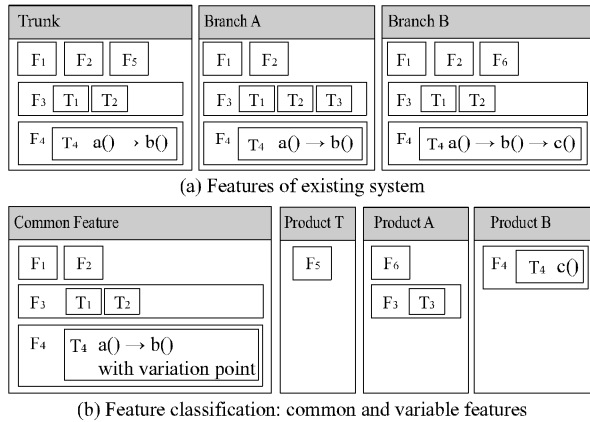 Trunk Branch A Branch B
F1 F2 F5 F1 F2 F1 F2 F6
F3 T1 T2 F3 T1 T2 T3 F3 T1 T2
F4 T4 a() → b() F4 T4 a() → b() F4 T4 a() → b() → c()
(a) Features of existing system
Common Feature Product T Product A Product B
F1 F2 F5 F6 F4 T4 c()
F3 T1 T2 F3 T3
F4 T4 a() → b()
with variation point
(b) Feature classification: common and variable features